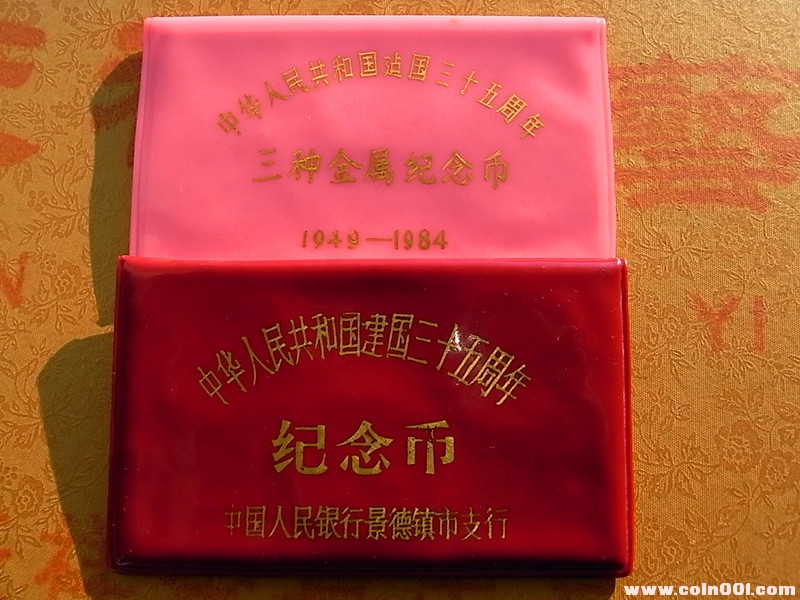 中华人民共和国建国三十五周年
三种金属纪念币
1949—1984
中华人民共和国建国三十五周年
纪念币
中国人民银行景德镇市支行
YI
www.coin001.com